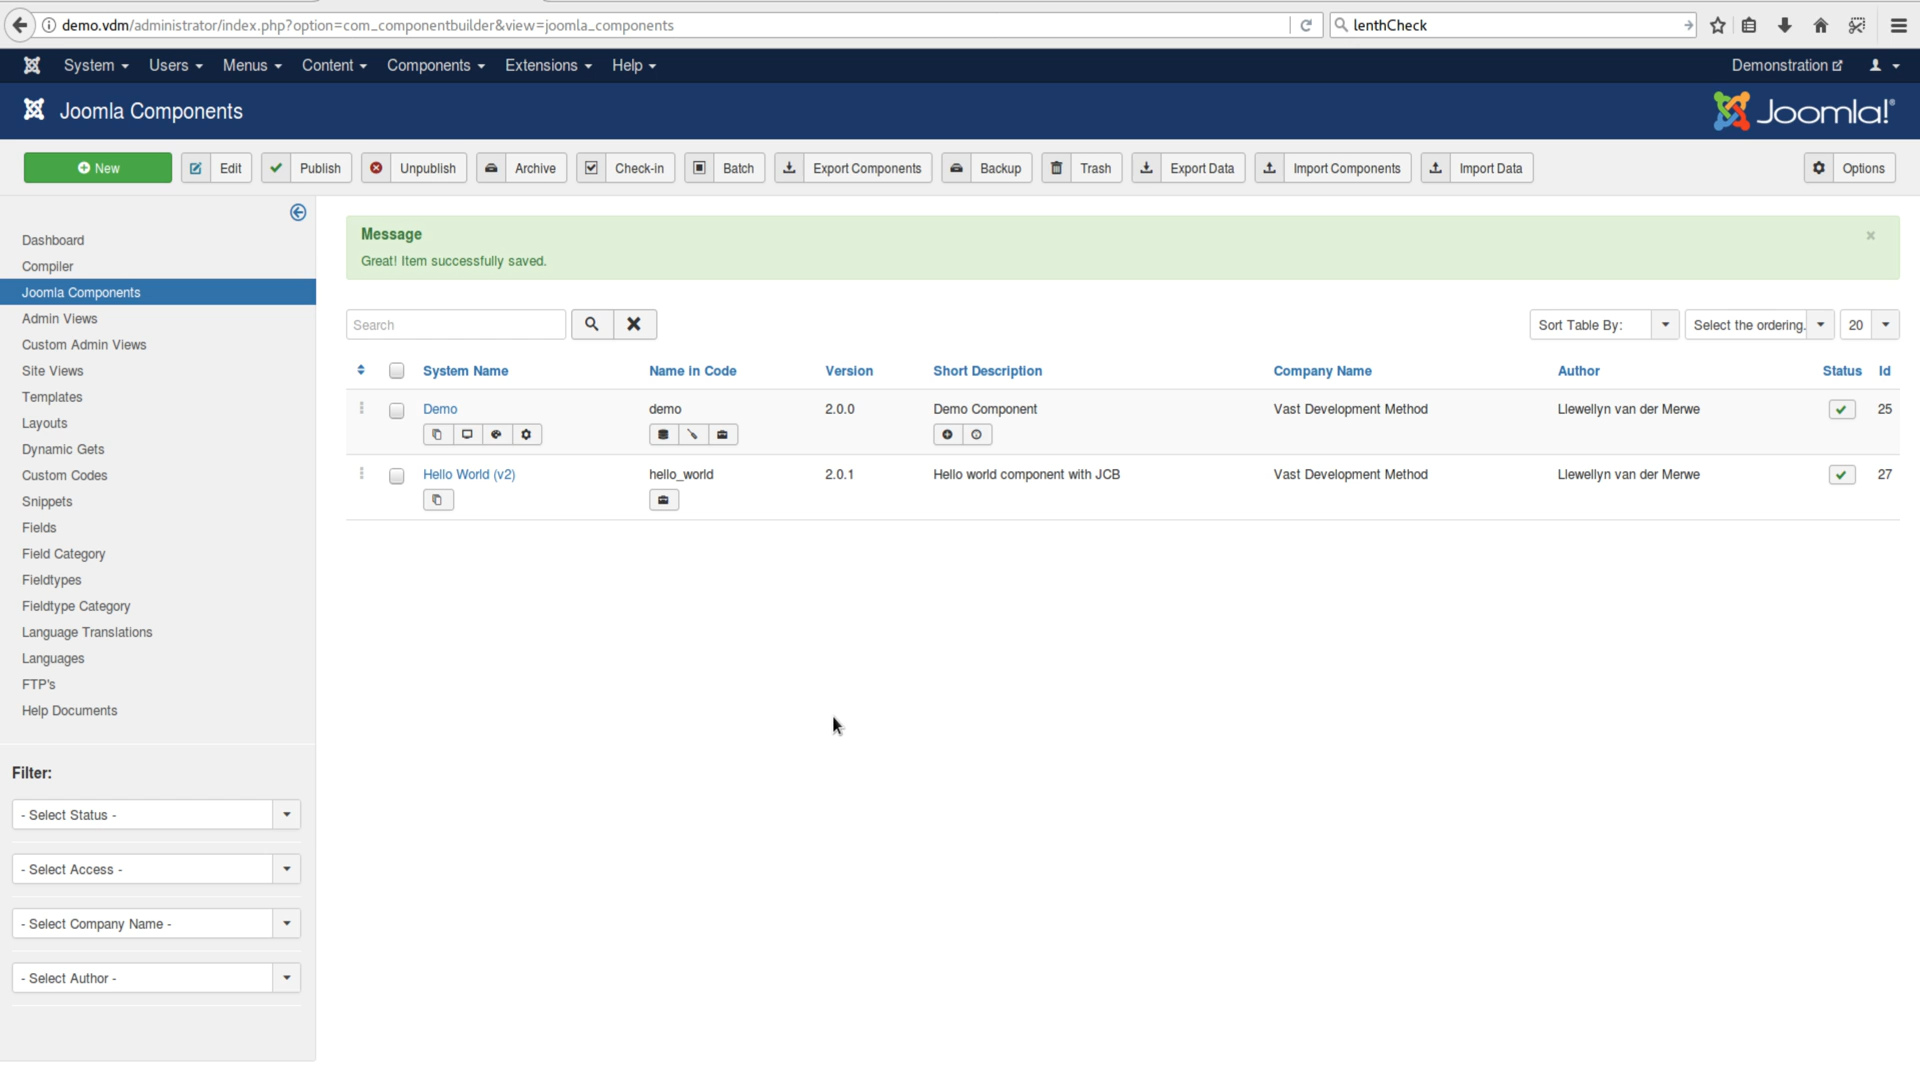 demo.vdm/administrator/index.php?option=com_componentbuilder&view=joomla_components
lenthCheck
System Users Menus Content Components Extensions Help
Demonstration
Joomla Components
Joomla!®
New Edit Publish Unpublish Archive Check-in Batch Export Components Backup Trash Export Data Import Components Import Data Options
Dashboard
Compiler
Joomla Components
Admin Views
Custom Admin Views
Site Views
Templates
Layouts
Dynamic Gets
Custom Codes
Snippets
Fields
Field Category
Fieldtypes
Fieldtype Category
Language Translations
Languages
FTP's
Help Documents
Filter:
- Select Status -
- Select Access -
- Select Company Name -
- Select Author -
Message
Great! Item successfully saved.
Search
Sort Table By: Select the ordering. 20
System Name Name in Code Version Short Description Company Name Author Status Id
Demo demo 2.0.0 Demo Component Vast Development Method Llewellyn van der Merwe 25
Hello World (v2) hello_world 2.0.1 Hello world component with JCB Vast Development Method Llewellyn van der Merwe 27